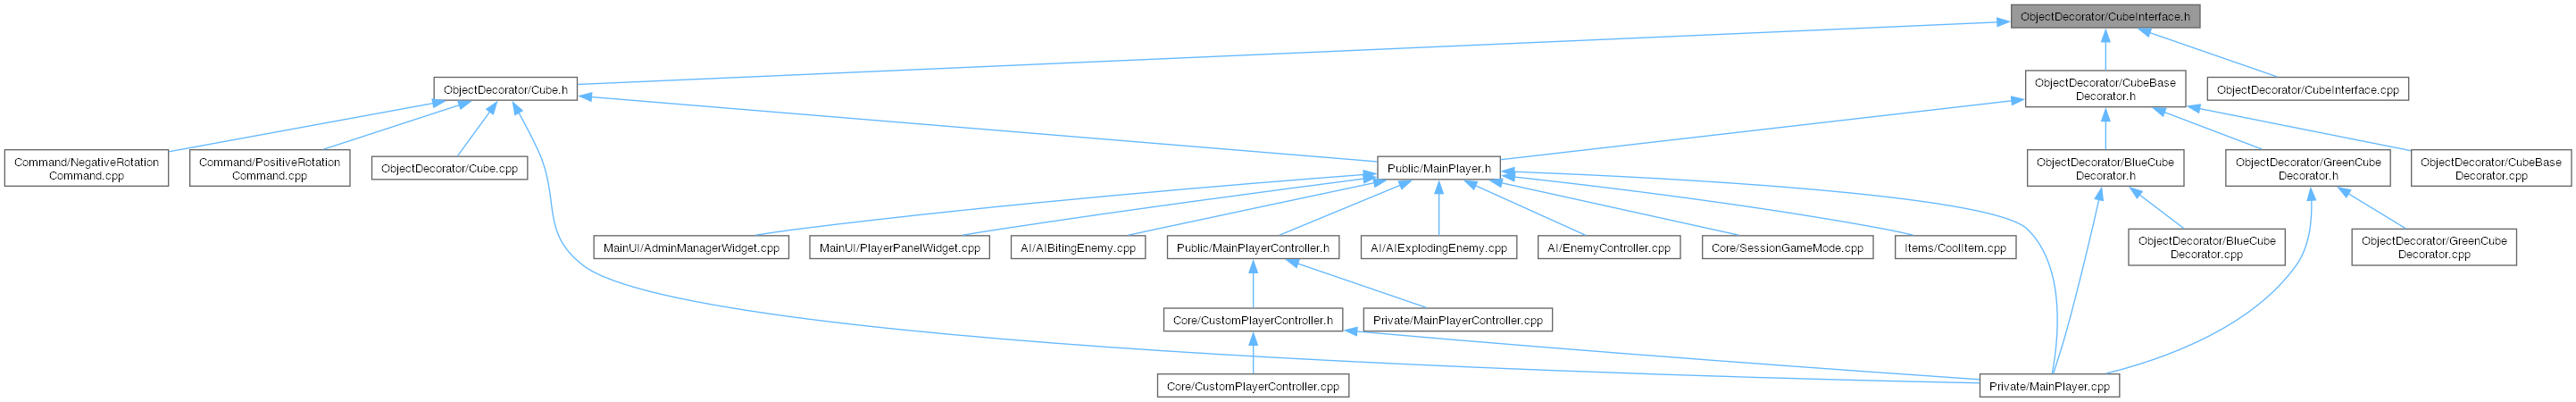 ObjectDecorator/CubeInterface.h
ObjectDecorator/Cube.h
ObjectDecorator/CubeBase
Decorator.h
ObjectDecorator/CubeInterface.cpp
Command/NegativeRotation
Command.cpp
Command/PositiveRotation
Command.cpp
ObjectDecorator/Cube.cpp
Public/MainPlayer.h
ObjectDecorator/BlueCube
Decorator.h
ObjectDecorator/GreenCube
Decorator.h
ObjectDecorator/CubeBase
Decorator.cpp
MainUI/AdminManagerWidget.cpp
MainUI/PlayerPanelWidget.cpp
AI/AIBitingEnemy.cpp
Public/MainPlayerController.h
AI/AIExplodingEnemy.cpp
AI/EnemyController.cpp
Core/SessionGameMode.cpp
Items/CoolItem.cpp
ObjectDecorator/BlueCube
Decorator.cpp
ObjectDecorator/GreenCube
Decorator.cpp
Core/CustomPlayerController.h
Private/MainPlayerController.cpp
Core/CustomPlayerController.cpp
Private/MainPlayer.cpp